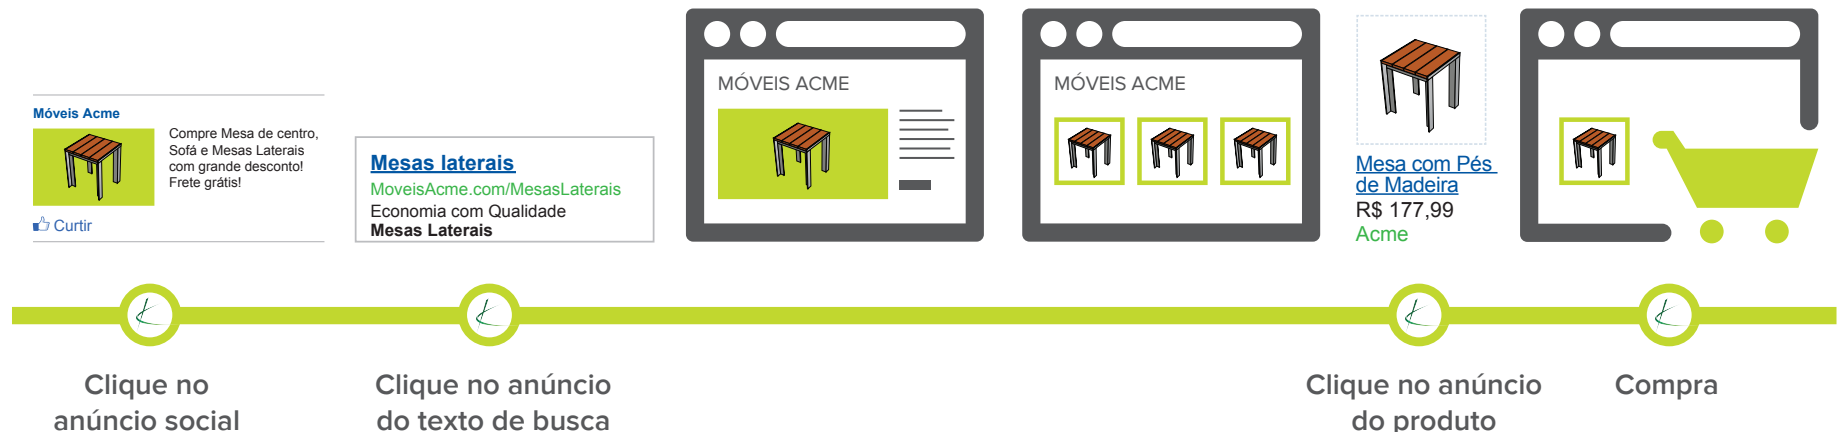 Móveis Acme
Compre Mesa de centro,
Sofá e Mesas Laterais
com grande desconto!
Frete grátis!
Curtir
Mesas laterais
MoveisAcme.com/MesasLaterais
Economia com Qualidade
Mesas Laterais
MÓVEIS ACME
MÓVEIS ACME
Mesa com Pés
de Madeira
R$ 177,99
Acme
Clique no
anúncio social
Clique no anúncio
do texto de busca
Clique no anúncio
do produto
Compra